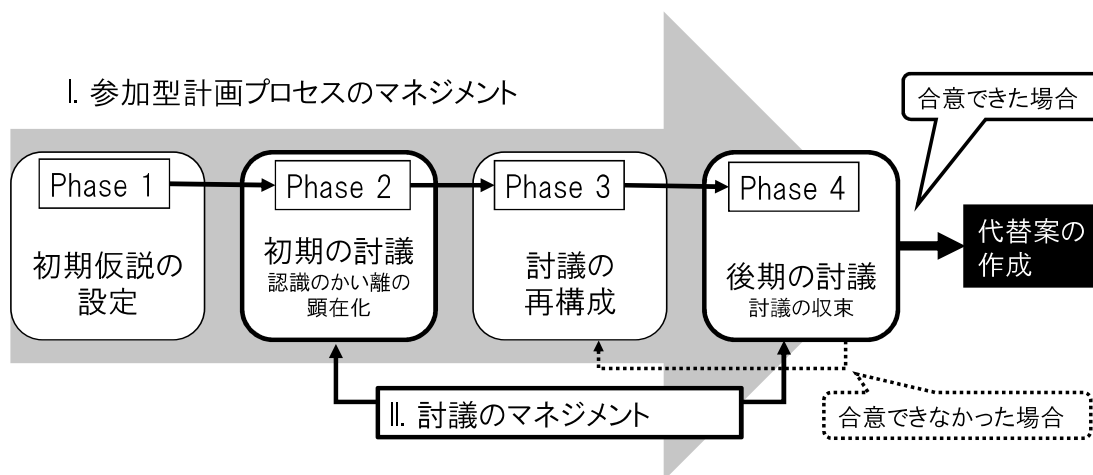 Ⅰ. 参加型計画プロセスのマネジメント
合意できた場合
Phase 1
初期仮説の
設定
Phase 2
初期の討議
認識のかい離の
顕在化
Phase 3
討議の
再構成
Phase 4
後期の討議
討議の収束
代替案の
作成
Ⅱ. 討議のマネジメント
合意できなかった場合